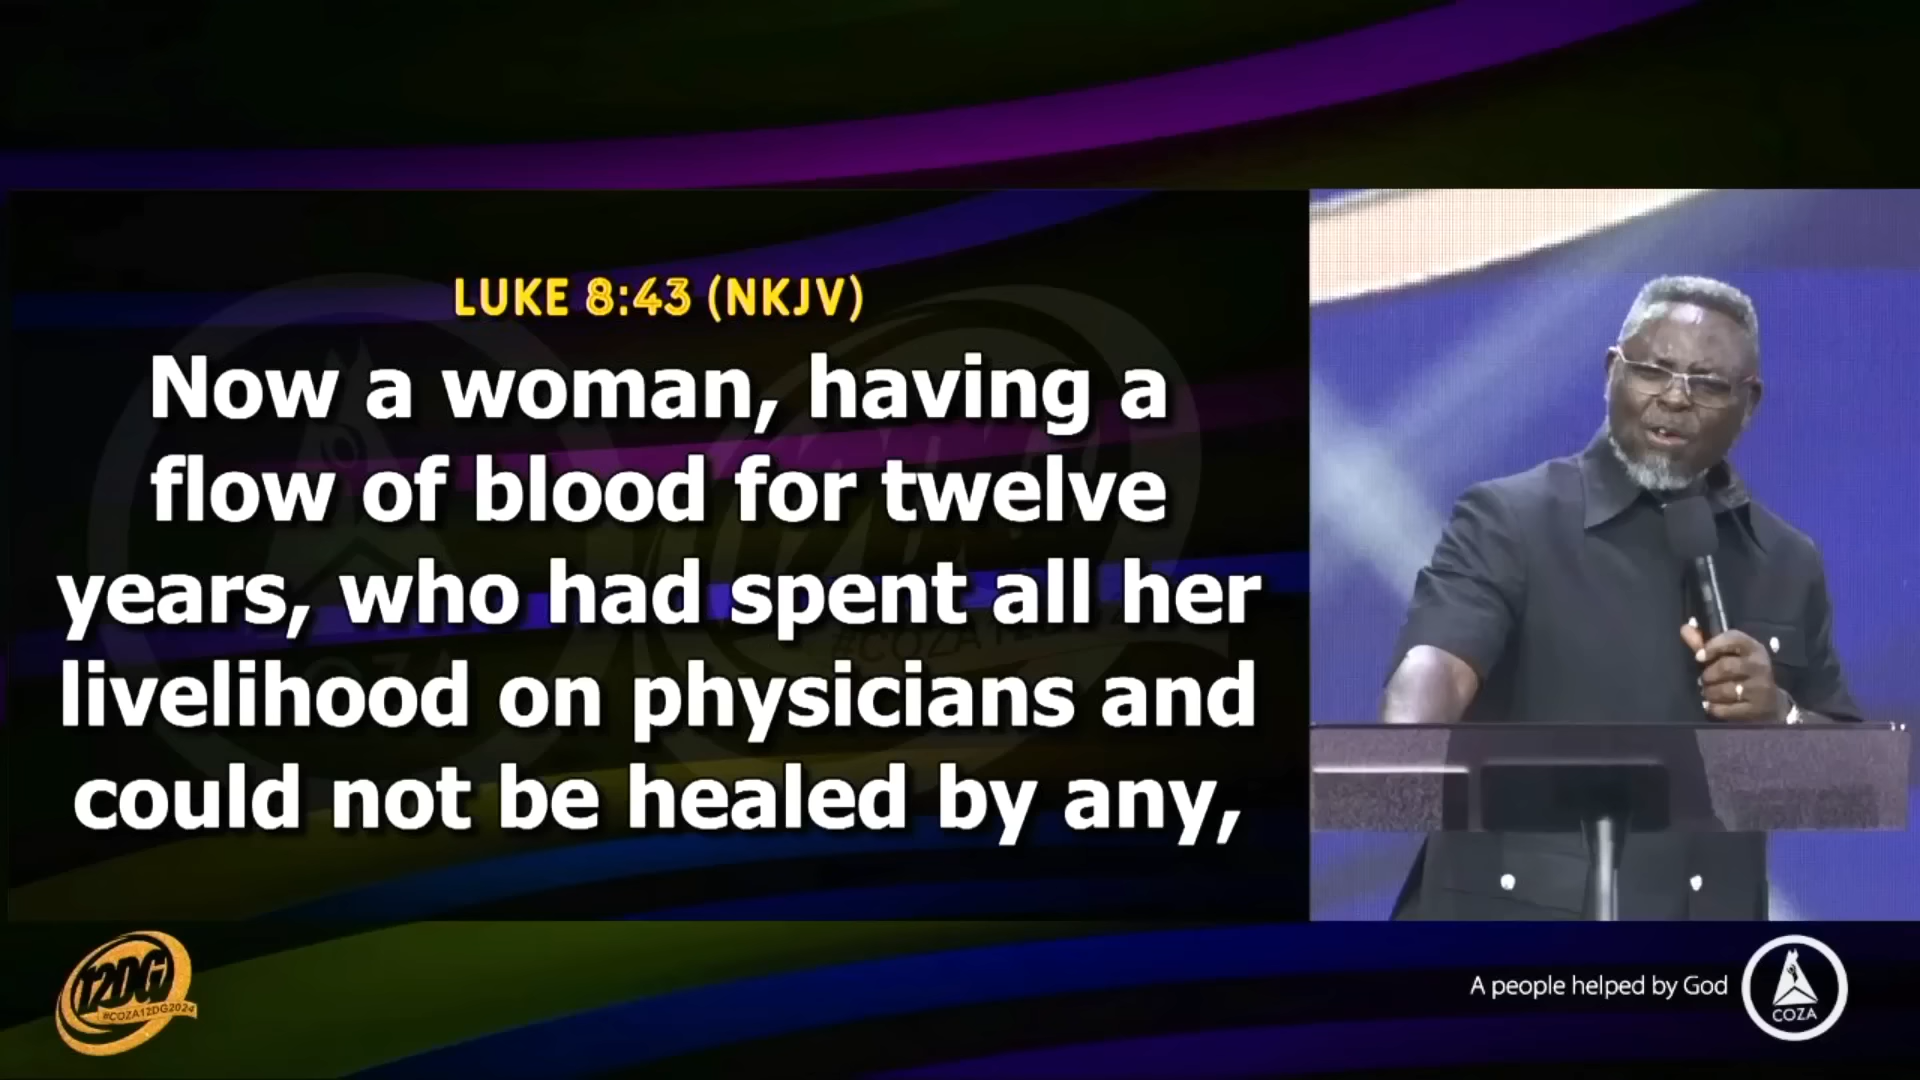 LUKE 8:43 (NKJV)
Now a woman, having a
flow of blood for twelve
years, who had spent all her
livelihood on physicians and
could not be healed by any,
12DG
#COZA12DG2024
A people helped by God
COZA